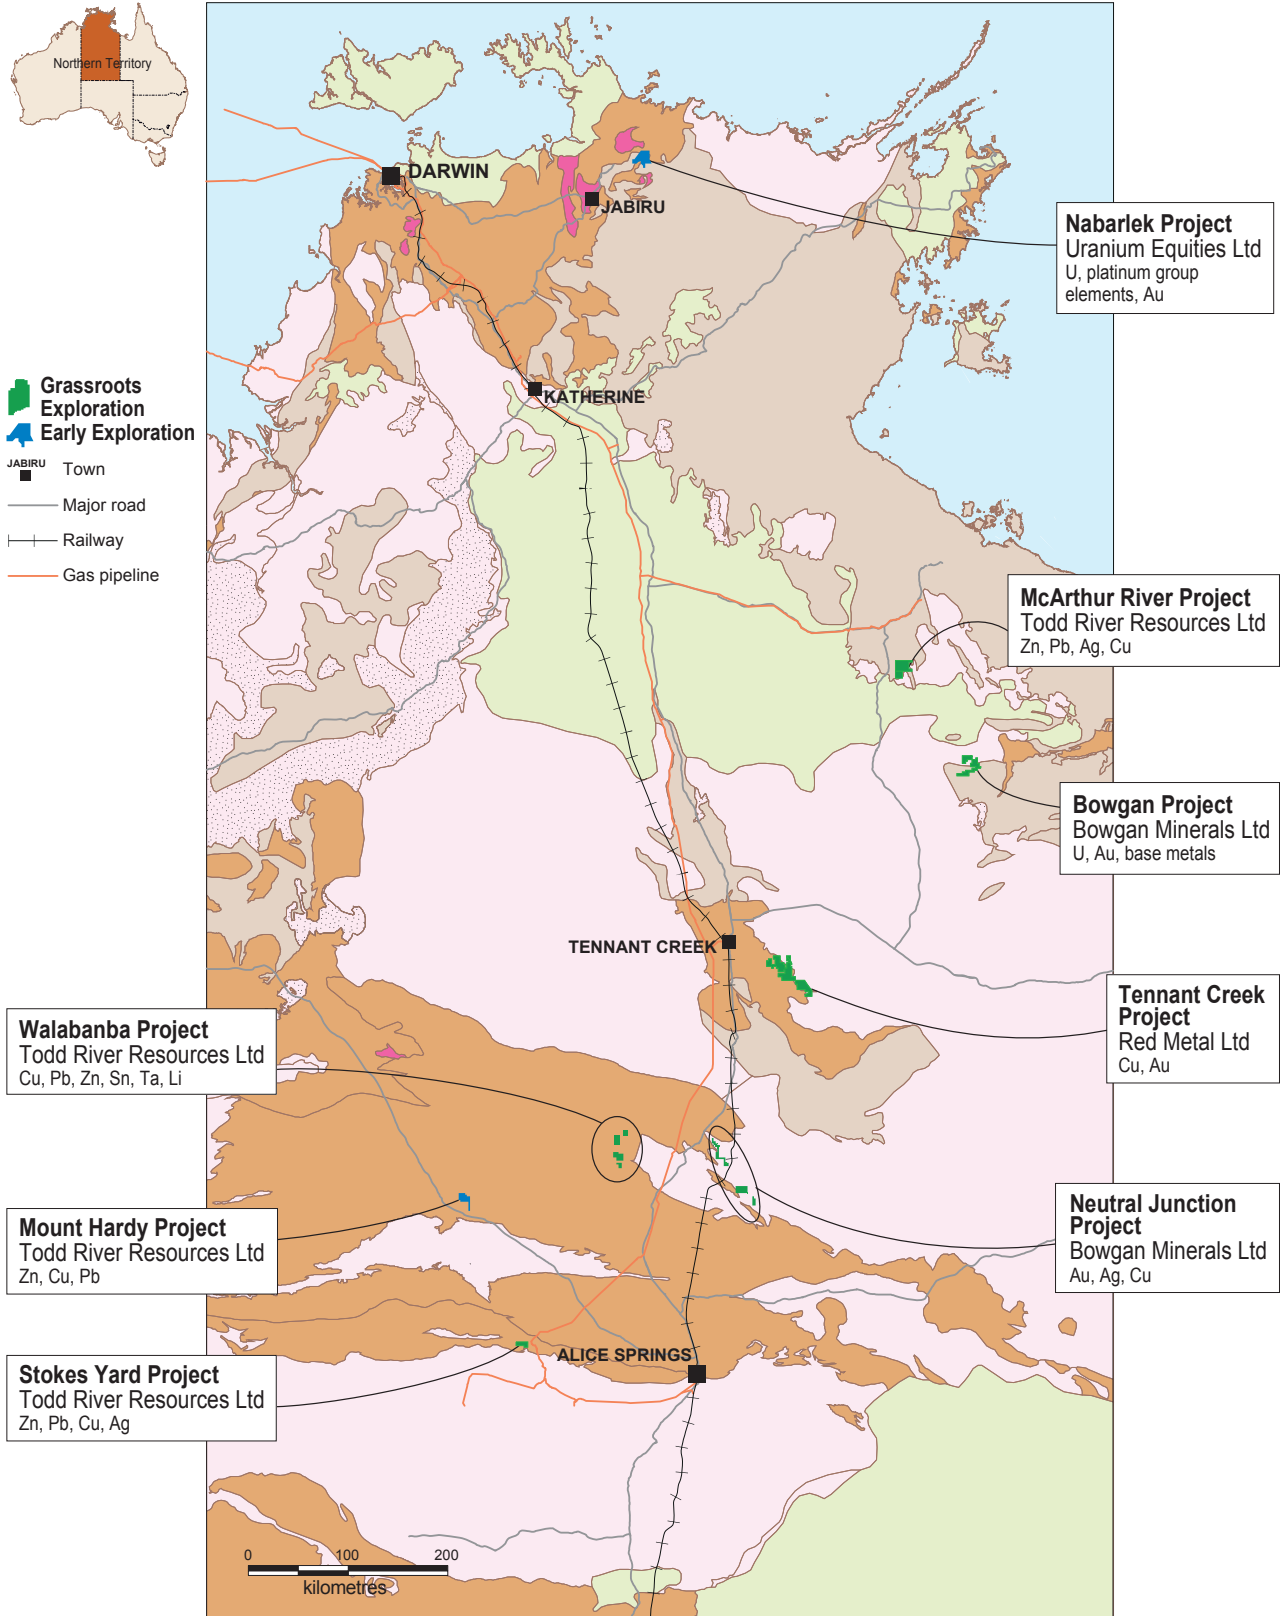 Northern Territory
DARWIN
JABIRU
Nabarlek Project
Uranium Equities Ltd
U, platinum group
elements, Au
Grassroots
Exploration
Early Exploration
JABIRU
Town
Major road
Railway
Gas pipeline
KATHERINE
McArthur River Project
Todd River Resources Ltd
Zn, Pb, Ag, Cu
Bowgan Project
Bowgan Minerals Ltd
U, Au, base metals
TENNANT CREEK
Tennant Creek
Project
Red Metal Ltd
Cu, Au
Walabanba Project
Todd River Resources Ltd
Cu, Pb, Zn, Sn, Ta, Li
Mount Hardy Project
Todd River Resources Ltd
Zn, Cu, Pb
Neutral Junction
Project
Bowgan Minerals Ltd
Au, Ag, Cu
Stokes Yard Project
Todd River Resources Ltd
Zn, Pb, Cu, Ag
ALICE SPRINGS
0 100 200
kilometres